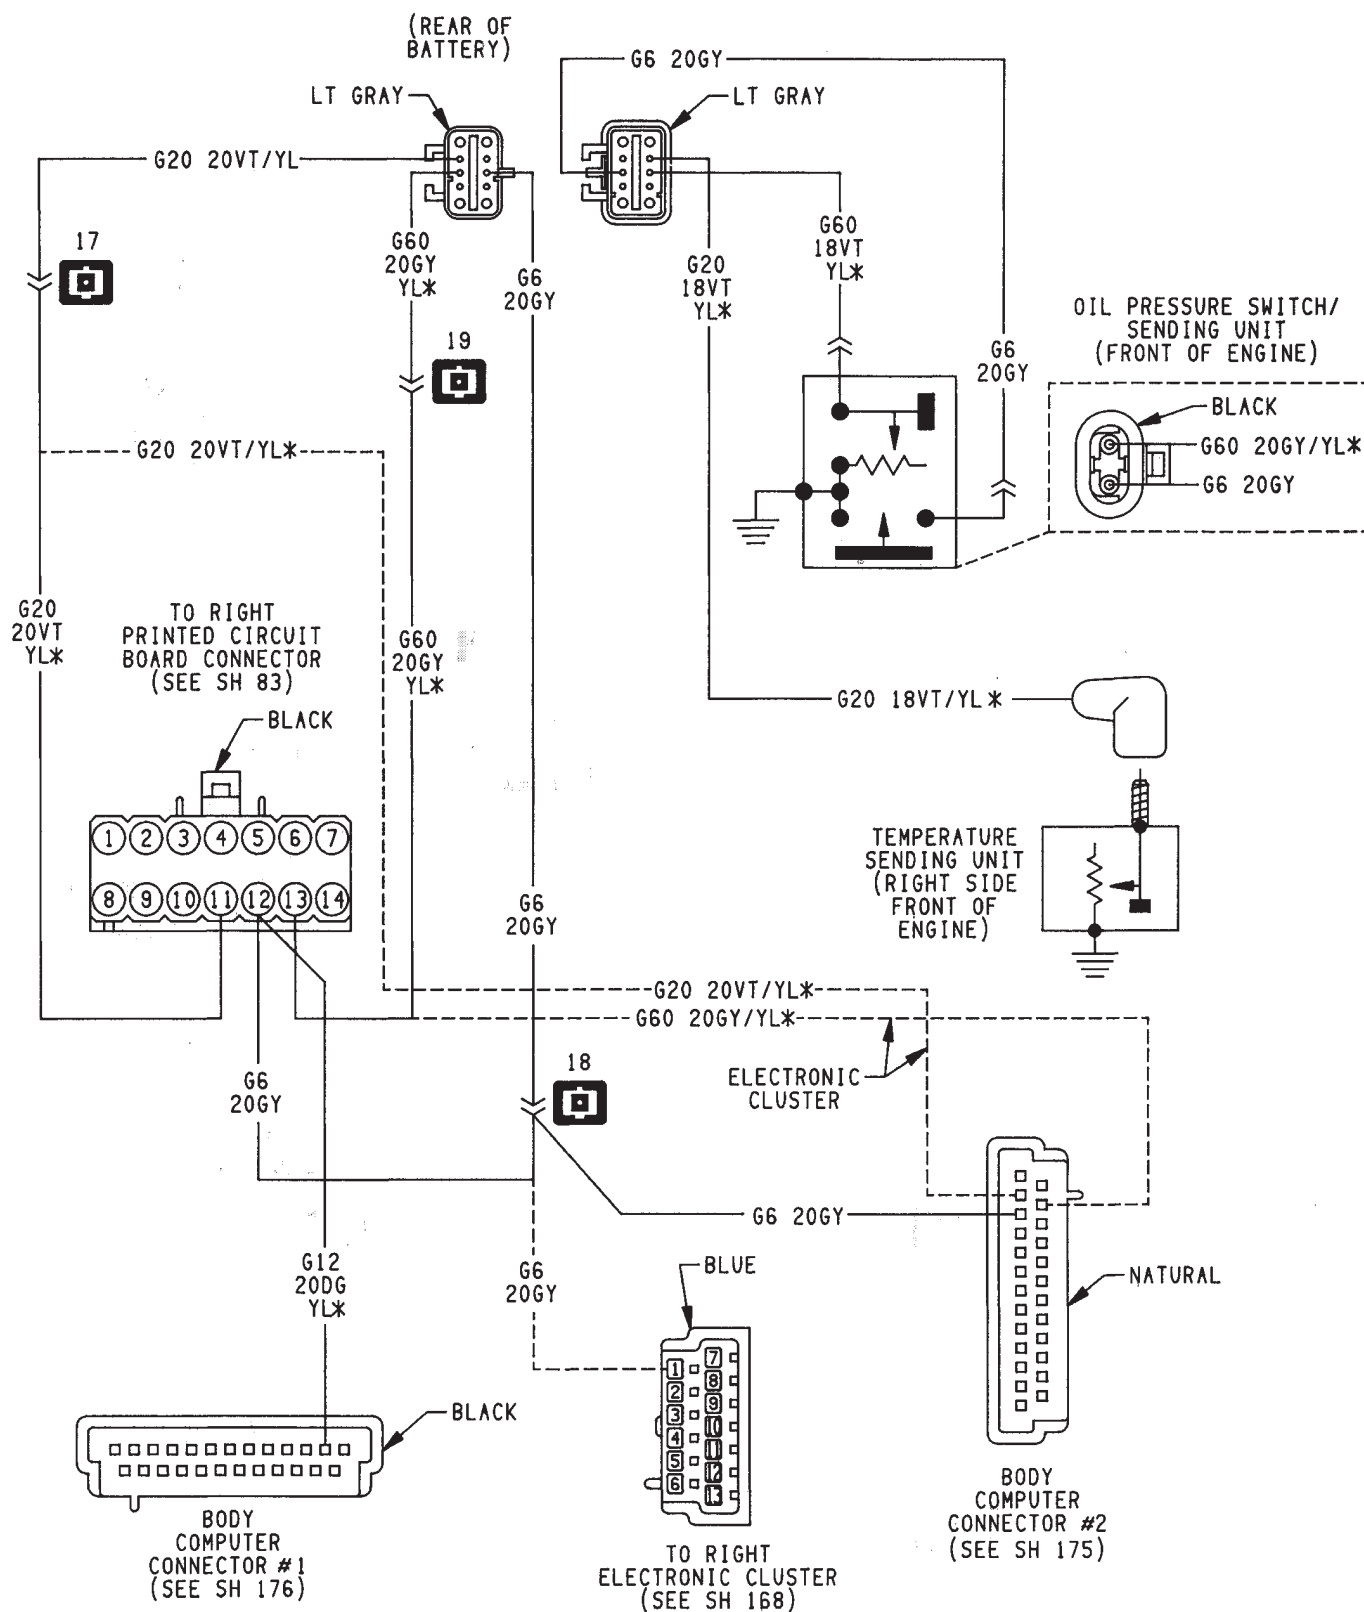 (REAR OF
BATTERY)
LT GRAY
G6 20GY
LT GRAY
G20 20VT/YL
G60
20GY
YL*
G6
20GY
G20
18VT
YL*
G60
18VT
YL*
17
19
G6
20GY
OIL PRESSURE SWITCH/
SENDING UNIT
(FRONT OF ENGINE)
BLACK
G60 20GY/YL*
G6 20GY
G20 20VT/YL*
G20
20VT
YL*
TO RIGHT
PRINTED CIRCUIT
BOARD CONNECTOR
(SEE SH 83)
BLACK
G60
20GY
YL*
G20 18VT/YL*
1 2 3 4 5 6 7
8 9 10 11 12 13 14
TEMPERATURE
SENDING UNIT
(RIGHT SIDE
FRONT OF
ENGINE)
G6
20GY
G20 20VT/YL*
G60 20GY/YL*
ELECTRONIC
CLUSTER
18
G6
20GY
G6 20GY
G12
20DG
YL*
G6
20GY
BLUE
NATURAL
1 7
2 8
3 9
4 10
5 11
6 12
13
BLACK
BODY
COMPUTER
CONNECTOR #1
(SEE SH 176)
TO RIGHT
ELECTRONIC CLUSTER
(SEE SH 168)
BODY
COMPUTER
CONNECTOR #2
(SEE SH 175)